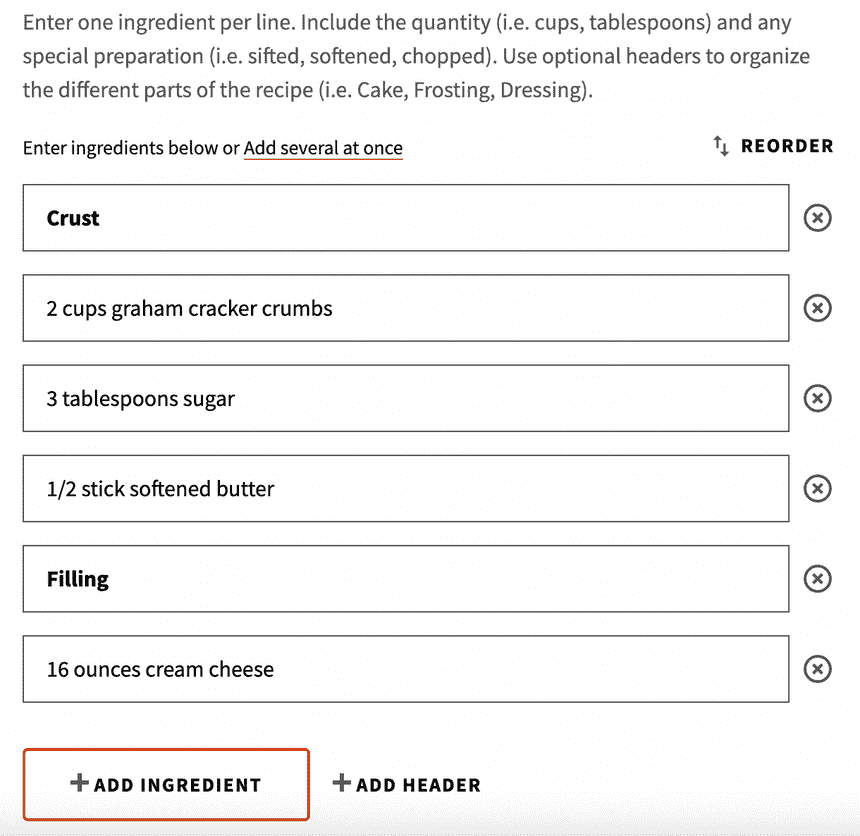 Enter one ingredient per line. Include the quantity (i.e. cups, tablespoons) and any
special preparation (i.e. sifted, softened, chopped). Use optional headers to organize
the different parts of the recipe (i.e. Cake, Frosting, Dressing).
Enter ingredients below or Add several at once REORDER
Crust
2 cups graham cracker crumbs
3 tablespoons sugar
1/2 stick softened butter
Filling
16 ounces cream cheese
+ ADD INGREDIENT + ADD HEADER